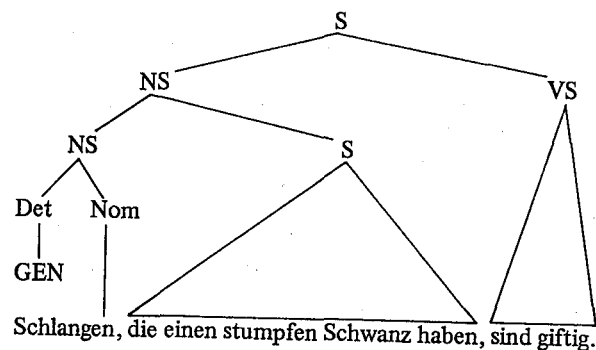 S
NS VS
NS S
Det Nom
GEN
Schlangen, die einen stumpfen Schwanz haben, sind giftig.